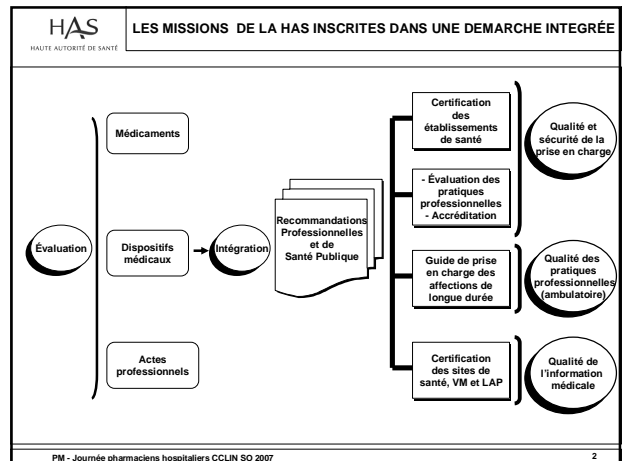 HAS
HAUTE AUTORITÉ DE SANTÉ
LES MISSIONS DE LA HAS INSCRITES DANS UNE DEMARCHE INTEGRÉE
Évaluation
Médicaments
Dispositifs
médicaux
Actes
professionnels
Intégration
Recommandations
Professionnelles
et de
Santé Publique
Certification
des
établissements
de santé
- Évaluation des
pratiques
professionnelles
- Accréditation
Guide de prise
en charge des
affections de
longue durée
Certification
des sites de
santé, VM et LAP
Qualité et
sécurité de la
prise en charge
Qualité des
pratiques
professionnelles
(ambulatoire)
Qualité de
l'information
médicale
PM - Journée pharmaciens hospitaliers CCLIN SO 2007
2